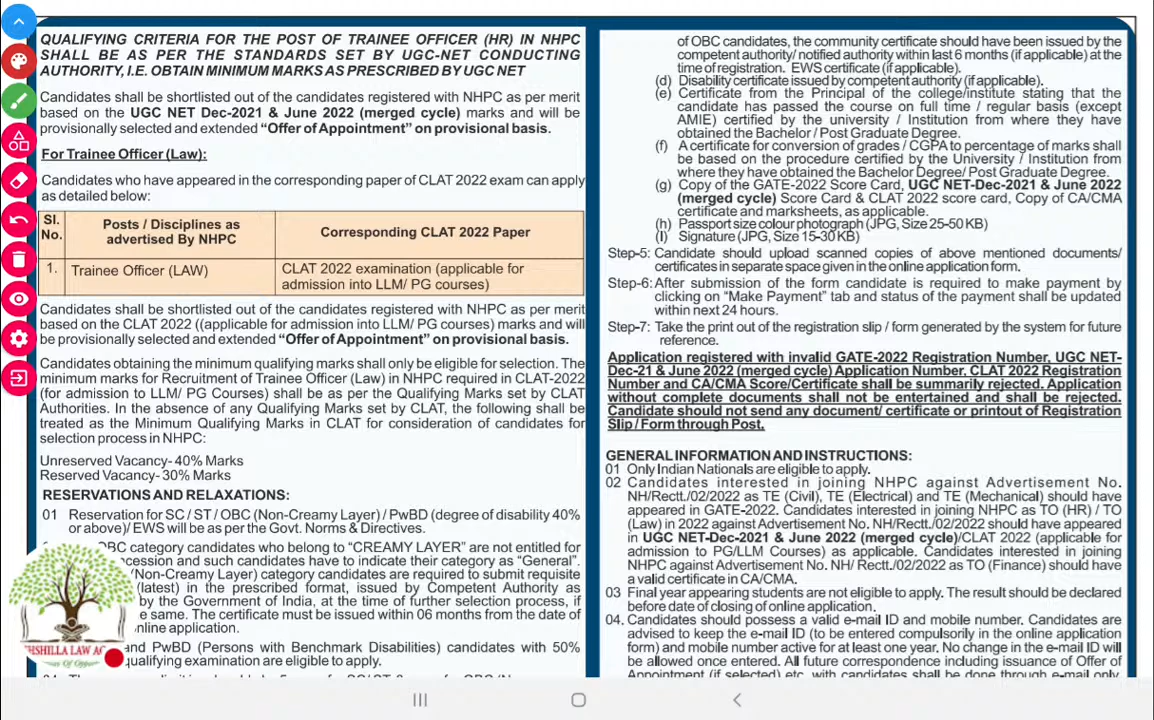 QUALIFYING CRITERIA FOR THE POST OF TRAINEE OFFICER (HR) IN NHPC
SHALL BE AS PER THE STANDARDS SET BY UGC-NET CONDUCTING
AUTHORITY, I.E. OBTAIN MINIMUM MARKS AS PRESCRIBED BY UGC NET
Candidates shall be shortlisted out of the candidates registered with NHPC as per merit
based on the UGC NET Dec-2021 & June 2022 (merged cycle) marks and will be
provisionally selected and extended “Offer of Appointment” on provisional basis.
For Trainee Officer (Law):
Candidates who have appeared in the corresponding paper of CLAT 2022 exam can apply
as detailed below:
Sl. No.
Posts / Disciplines as advertised By NHPC
Corresponding CLAT 2022 Paper
1.
Trainee Officer (LAW)
CLAT 2022 examination (applicable for
admission into LLM/ PG courses)
Candidates shall be shortlisted out of the candidates registered with NHPC as per merit
based on the CLAT 2022 ((applicable for admission into LLM/ PG courses) marks and will
be provisionally selected and extended “Offer of Appointment” on provisional basis.
Candidates obtaining the minimum qualifying marks shall only be eligible for selection. The
minimum marks for Recruitment of Trainee Officer (Law) in NHPC required in CLAT-2022
(for admission to LLM/ PG Courses) shall be as per the Qualifying Marks set by CLAT
Authorities. In the absence of any Qualifying Marks set by CLAT, the following shall be
treated as the Minimum Qualifying Marks in CLAT for consideration of candidates for
selection process in NHPC:
Unreserved Vacancy- 40% Marks
Reserved Vacancy- 30% Marks
RESERVATIONS AND RELAXATIONS:
01 Reservation for SC / ST / OBC (Non-Creamy Layer) / PwBD (degree of disability 40%
or above)/ EWS will be as per the Govt. Norms & Directives.
OBC category candidates who belong to “CREAMY LAYER” are not entitled for
cession and such candidates have to indicate their category as “General”.
/Non-Creamy Layer) category candidates are required to submit requisite
(latest) in the prescribed format, issued by Competent Authority as
by the Government of India, at the time of further selection process, if
e same. The certificate must be issued within 06 months from the date of
nline application.
and PwBD (Persons with Benchmark Disabilities) candidates with 50%
qualifying examination are eligible to apply.
HSHILLA LAW AC
of OBC candidates, the community certificate should have been issued by the
competent authority/ notified authority within last 6 months (if applicable) at the
time of registration. EWS certificate (if applicable).
(d) Disability certificate issued by competent authority (if applicable).
(e) Certificate from the Principal of the college/institute stating that the
candidate has passed the course on full time / regular basis (except
AMIE) certified by the university / Institution from where they have
obtained the Bachelor / Post Graduate Degree.
(f) A certificate for conversion of grades / CGPA to percentage of marks shall
be based on the procedure certified by the University / Institution from
where they have obtained the Bachelor Degree/ Post Graduate Degree.
(g) Copy of the GATE-2022 Score Card, UGC NET-Dec-2021 & June 2022
(merged cycle) Score Card & CLAT 2022 score card, Copy of CA/CMA
certificate and marksheets, as applicable.
(h) Passport size colour photograph (JPG, Size 25-50 KB)
(I) Signature (JPG, Size 15-30 KB)
Step-5: Candidate should upload scanned copies of above mentioned documents/
certificates in separate space given in the online application form.
Step-6: After submission of the form candidate is required to make payment by
clicking on “Make Payment” tab and status of the payment shall be updated
within next 24 hours.
Step-7: Take the print out of the registration slip / form generated by the system for future
reference.
Application registered with invalid GATE-2022 Registration Number, UGC NET-
Dec-21 & June 2022 (merged cycle) Application Number, CLAT 2022 Registration
Number and CA/CMA Score/Certificate shall be summarily rejected. Application
without complete documents shall not be entertained and shall be rejected.
Candidate should not send any document/ certificate or printout of Registration
Slip / Form through Post.
GENERAL INFORMATION AND INSTRUCTIONS:
01 Only Indian Nationals are eligible to apply.
02 Candidates interested in joining NHPC against Advertisement No.
NH/Rectt./02/2022 as TE (Civil), TE (Electrical) and TE (Mechanical) should have
appeared in GATE-2022. Candidates interested in joining NHPC as TO (HR) / TO
(Law) in 2022 against Advertisement No. NH/Rectt./02/2022 should have appeared
in UGC NET-Dec-2021 & June 2022 (merged cycle)/CLAT 2022 (applicable for
admission to PG/LLM Courses) as applicable. Candidates interested in joining
NHPC against Advertisement No. NH/ Rectt./02/2022 as TO (Finance) should have
a valid certificate in CA/CMA.
03 Final year appearing students are not eligible to apply. The result should be declared
before date of closing of online application.
04. Candidates should possess a valid e-mail ID and mobile number. Candidates are
advised to keep the e-mail ID (to be entered compulsorily in the online application
form) and mobile number active for at least one year. No change in the e-mail ID will
be allowed once entered. All future correspondence including issuance of Offer of
Appointment (if selected) etc. with candidates shall be done through e-mail only.